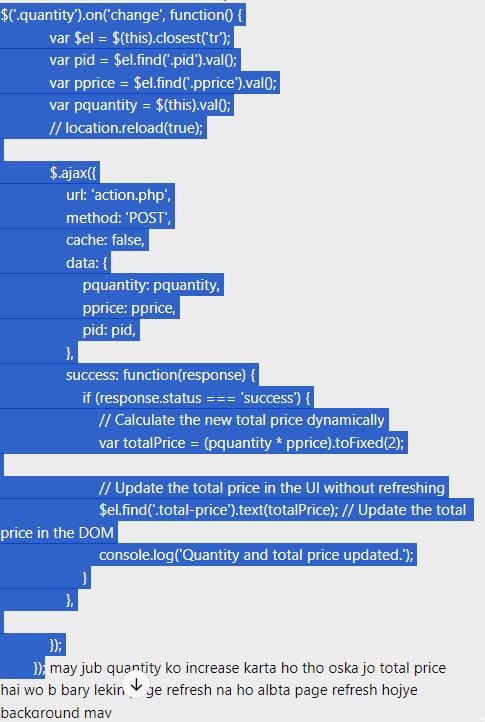 $('.quantity').on('change', function() {
var $el = $(this).closest('tr');
var pid = $el.find('.pid').val();
var pprice = $el.find('.pprice').val();
var pquantity = $(this).val();
// location.reload(true);
$.ajax({
url: 'action.php',
method: 'POST',
cache: false,
data: {
pquantity: pquantity,
pprice: pprice,
pid: pid,
},
success: function(response) {
if (response.status === 'success') {
// Calculate the new total price dynamically
var totalPrice = (pquantity * pprice).toFixed(2);
// Update the total price in the UI without refreshing
$el.find('.total-price').text(totalPrice); // Update the total
price in the DOM
console.log('Quantity and total price updated.');
}
},
});
}); may jub quantity ko increase karta ho tho oska jo total price
hai wo b bary lekin page refresh na ho albta page refresh hojye
background may